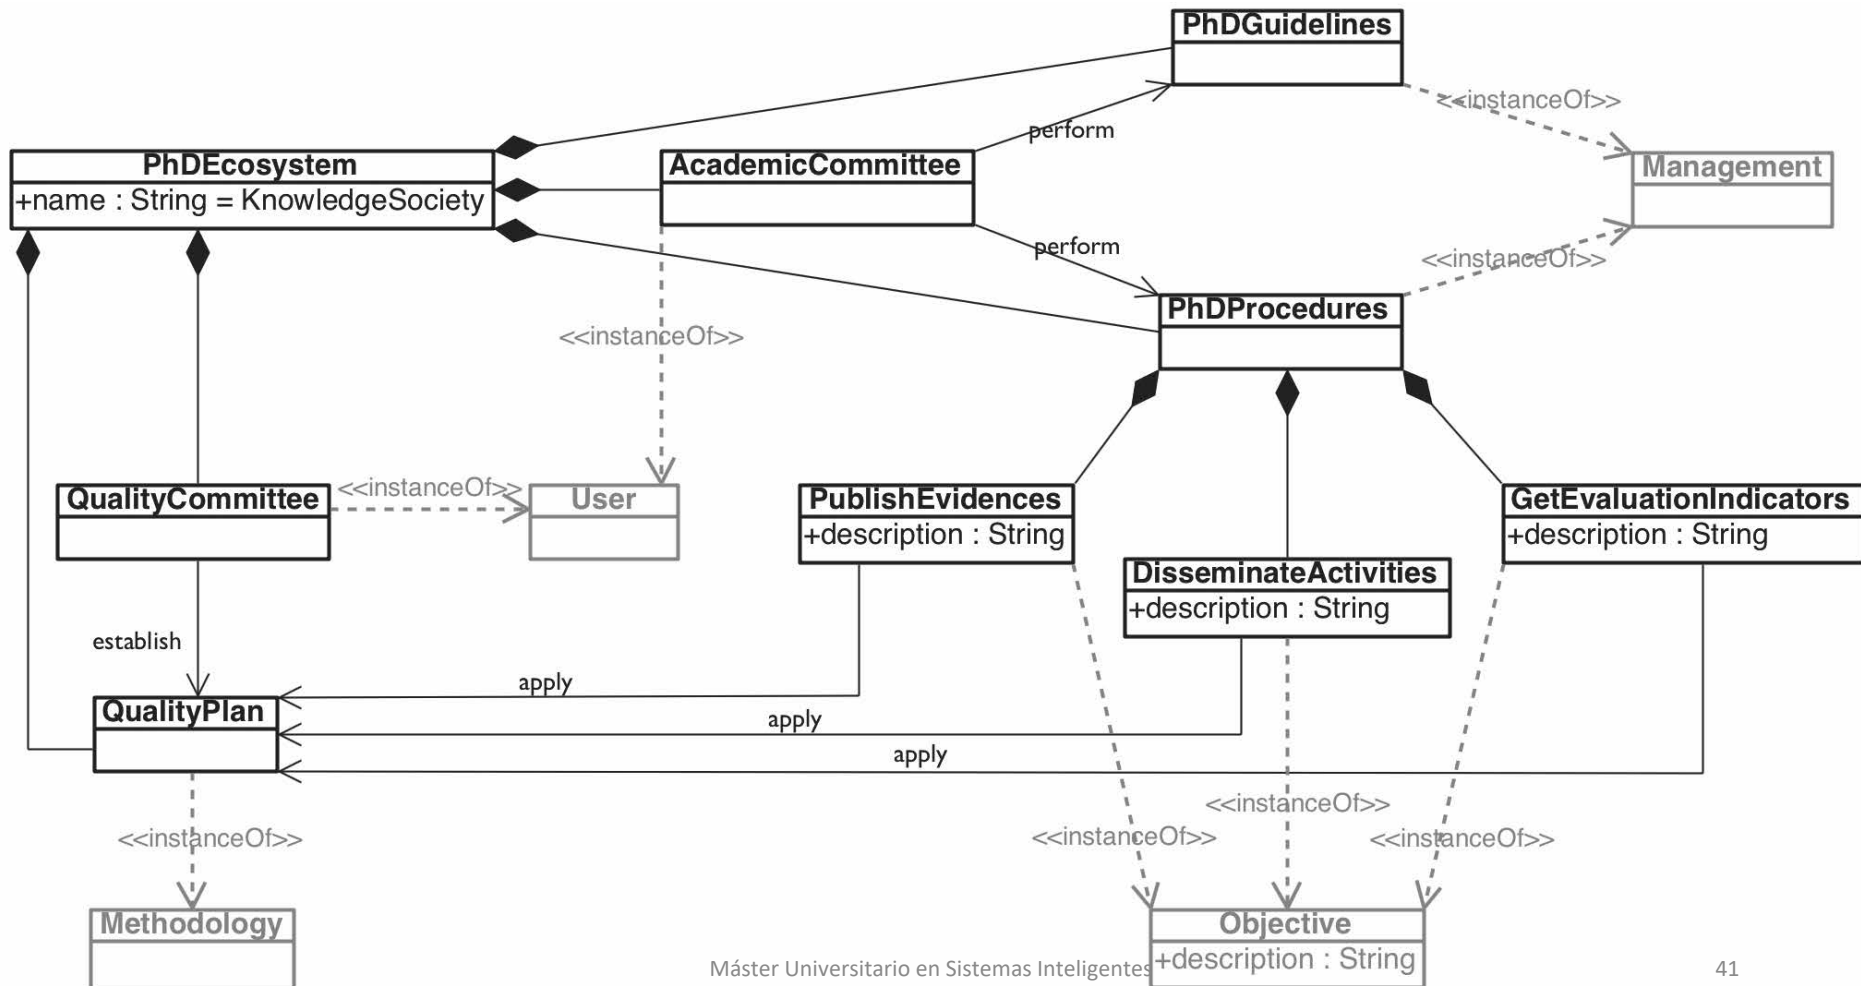 PhDGuidelines
<<instanceOf>>
perform
PhDEcosystem
+name : String = KnowledgeSociety
AcademicCommittee
Management
perform
<<instanceOf>>
PhDProcedures
<<instanceOf>>
QualityCommittee
<<instanceOf>>
User
PublishEvidences
+description : String
GetEvaluationIndicators
+description : String
DisseminateActivities
+description : String
establish
apply
QualityPlan
apply
apply
<<instanceOf>>
<<instanceOf>>
<<instanceOf>>
<<instanceOf>>
Methodology
Objective
+description : String
Máster Universitario en Sistemas Inteligentes
41